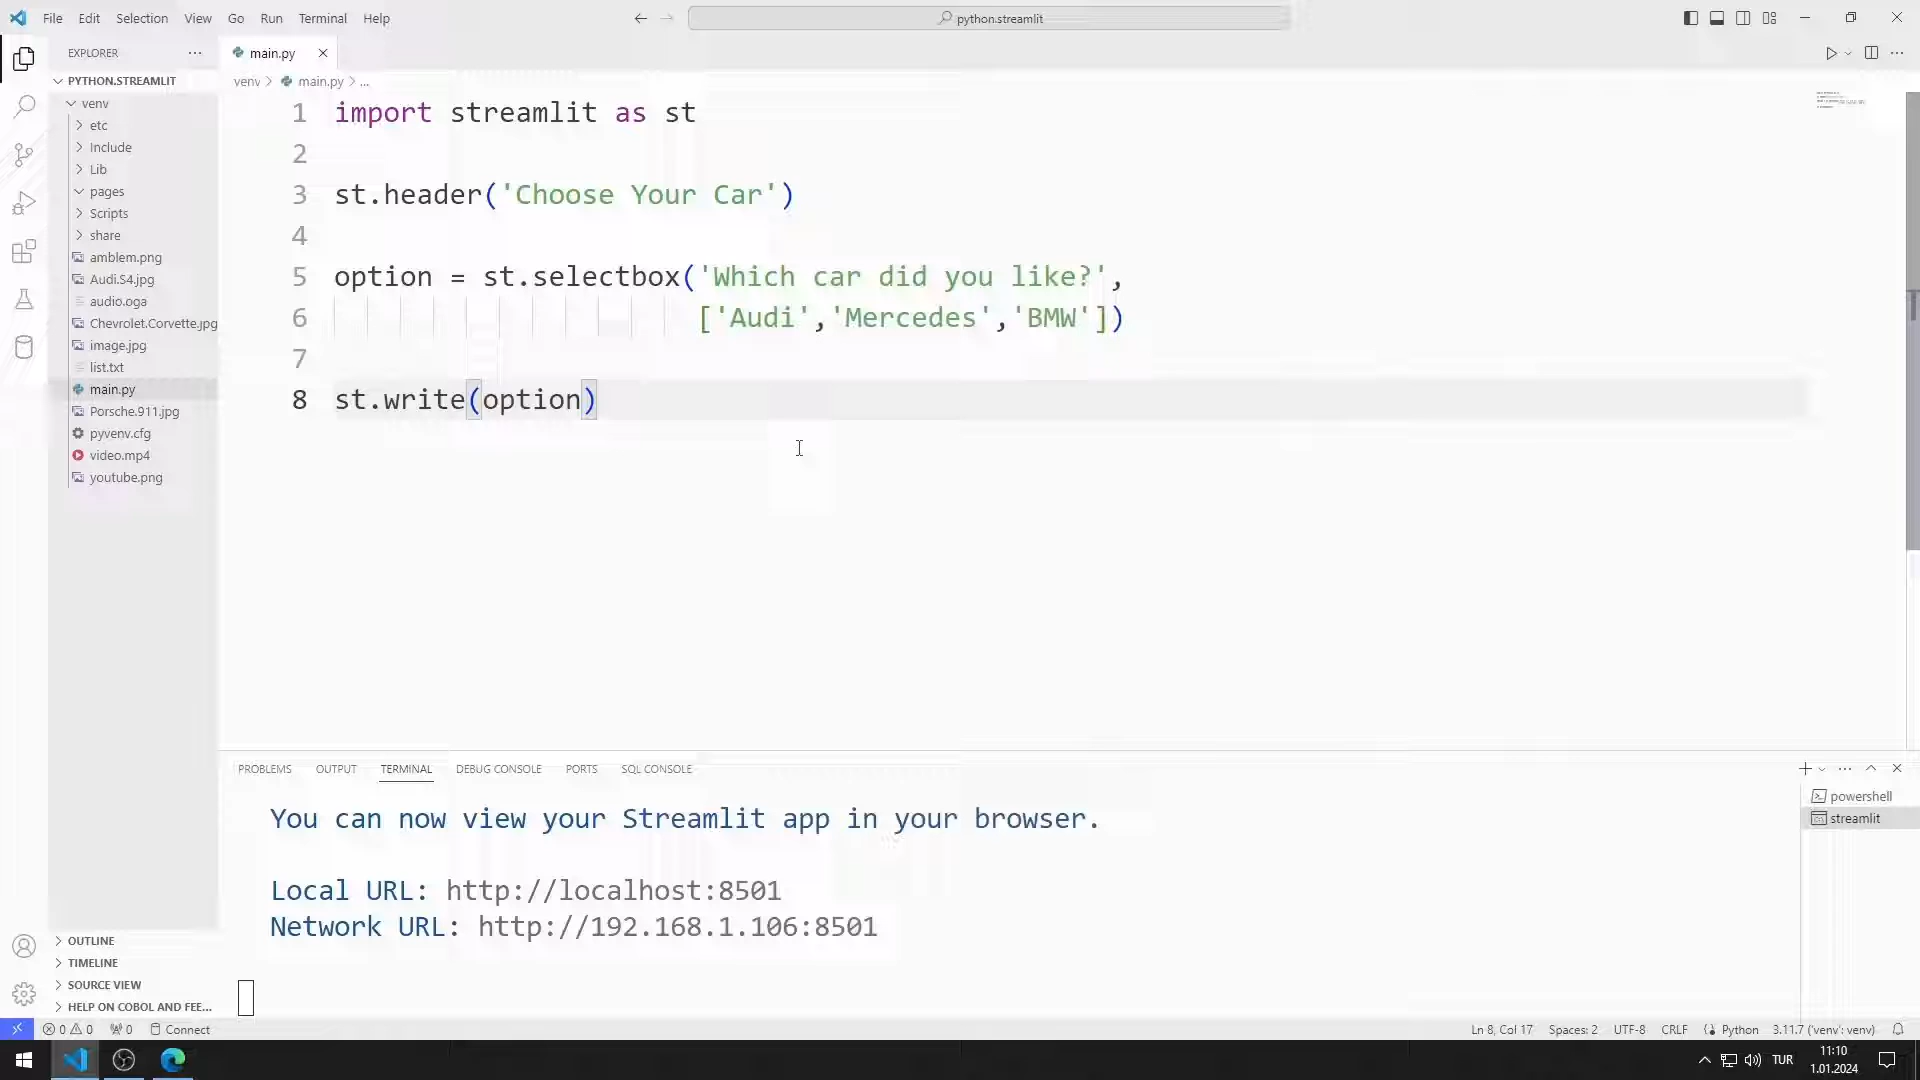 File Edit Selection View Go Run Terminal Help
python.streamlit
EXPLORER
main.py
PYTHON.STREAMLIT
venv > main.py > ...
venv
etc
Include
Lib
pages
Scripts
share
amblem.png
Audi.S4.jpg
audio.oga
Chevrolet.Corvette.jpg
image.jpg
list.txt
main.py
Porsche.911.jpg
pyvenv.cfg
video.mp4
youtube.png
1 import streamlit as st
2
3 st.header('Choose Your Car')
4
5 option = st.selectbox('Which car did you like?',
6 ['Audi','Mercedes','BMW'])
7
8 st.write(option)
PROBLEMS OUTPUT TERMINAL DEBUG CONSOLE PORTS SQL CONSOLE
You can now view your Streamlit app in your browser.
Local URL: http://localhost:8501
Network URL: http://192.168.1.106:8501
powershell
streamlit
OUTLINE
TIMELINE
SOURCE VIEW
HELP ON COBOL AND FEE...
0 0 0 Connect
Ln 8, Col 17 Spaces: 2 UTF-8 CRLF Python 3.11.7 ('venv': venv)
TUR
11:10
1.01.2024